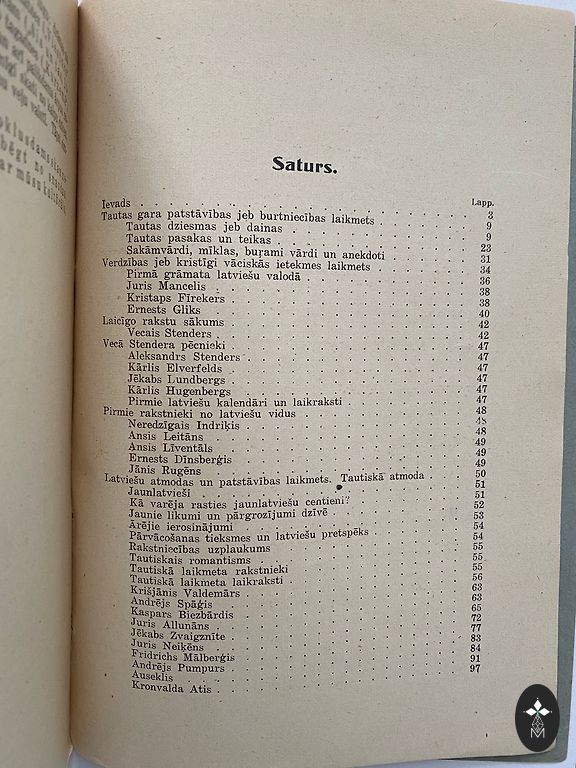 Saturs.
Lapp.
Ievads 3
Tautas gara patstāvības jeb burtniecības laikmets 9
Tautas dziesmas jeb dainas 9
Tautas pasakas un teikas 23
Sakāmvārdi, mīklas, buŗami vārdi un anekdoti 31
Verdzības jeb kristīgi vāciskās ietekmes laikmets 34
Pirmā grāmata latviešu valodā 36
Juris Mancelis 38
Kristaps Fīrekers 38
Ernests Gliks 40
Laicīgo rakstu sākums 42
Vecais Stenders 42
Vecā Stendera pēcnieki 47
Aleksandrs Stenders 47
Kārlis Elverfelds 47
Jēkabs Lundbergs 47
Kārlis Hugenbergs 47
Pirmie latviešu kalendāri un laikraksti 47
Pirmie rakstnieki no latviešu vidus 48
Neredzīgais Indriķis 48
Ansis Leitāns 48
Ansis Līventāls 49
Ernests Dīnsberģis 49
Jānis Rugēns 49
Latviešu atmodas un patstāvības laikmets. Tautiskā atmoda 50
Jaunlatvieši 51
Kā varēja rasties jaunlatviešu centieni? 51
Jaunie likumi un pārgrozījumi dzīvē 52
Ārējie ierosinājumi 53
Pārvācošanas tieksmes un latviešu pretspēks 54
Rakstniecības uzplaukums 54
Tautiskais romantisms 55
Tautiskā laikmeta rakstnieki 55
Tautiskā laikmeta laikraksti 55
Krišjānis Valdemārs 56
Andrējs Spāģis 63
Kaspars Biezbārdis 63
Juris Allunāns 65
Jēkabs Zvaigznīte 72
Juris Neiķēns 77
Fridrichs Mālberģis 83
Andrējs Pumpurs 84
Auseklis 91
Kronvalda Atis 97
M